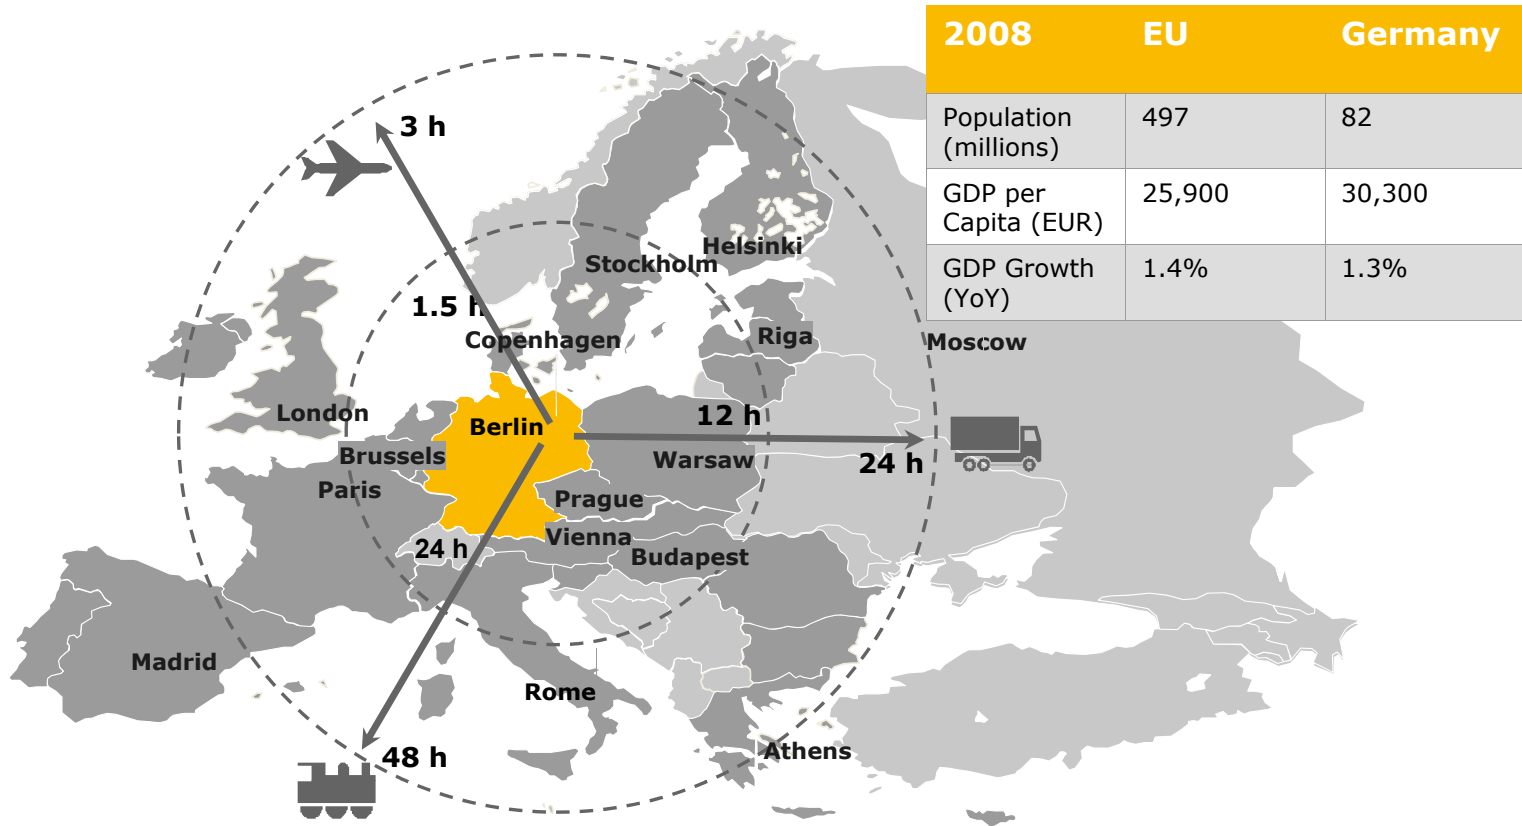 2008 EU Germany
Population (millions) 497 82
GDP per Capita (EUR) 25,900 30,300
GDP Growth (YoY) 1.4% 1.3%
3 h
Helsinki
Stockholm
1.5 h
Copenhagen
Riga
Moscow
London
Berlin
12 h
Brussels
Warsaw
24 h
Paris
Prague
Vienna
24 h
Budapest
Madrid
Rome
48 h
Athens